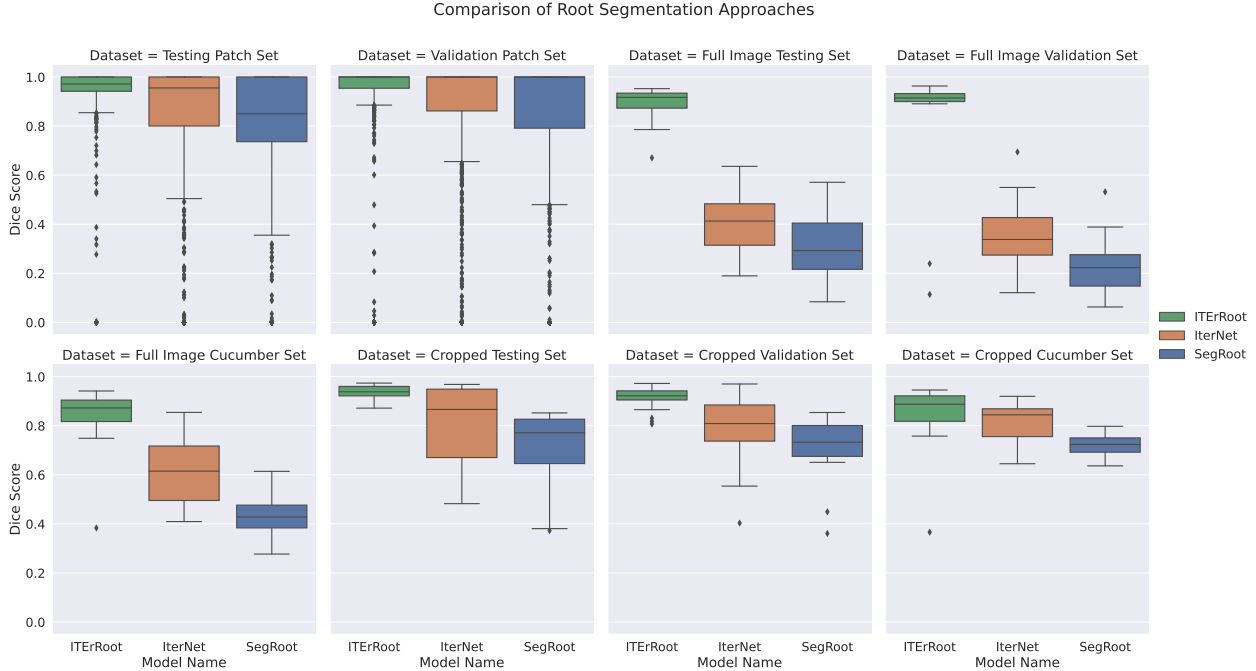 Comparison of Root Segmentation Approaches
Dataset = Testing Patch Set
Dataset = Validation Patch Set
Dataset = Full Image Testing Set
Dataset = Full Image Validation Set
1.0
0.8
0.6
0.4
0.2
0.0
Dice Score
ITErRoot
IterNet
SegRoot
Dataset = Full Image Cucumber Set
Dataset = Cropped Testing Set
Dataset = Cropped Validation Set
Dataset = Cropped Cucumber Set
1.0
0.8
0.6
0.4
0.2
0.0
Dice Score
ITErRoot IterNet SegRoot
Model Name
ITErRoot IterNet SegRoot
Model Name
ITErRoot IterNet SegRoot
Model Name
ITErRoot IterNet SegRoot
Model Name